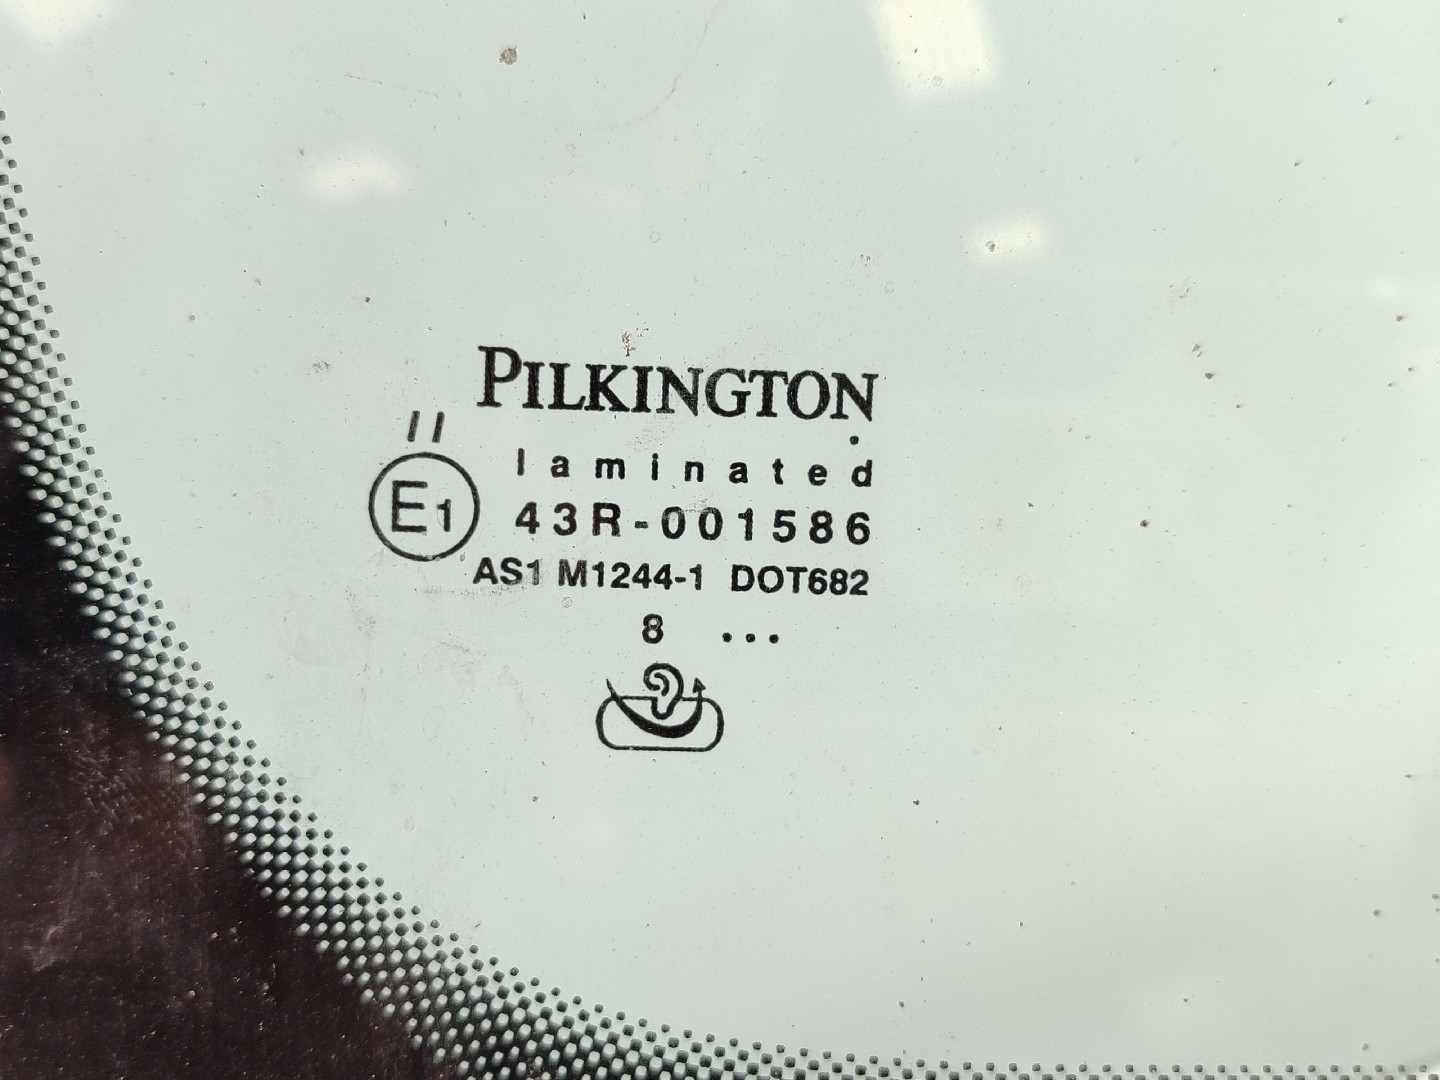 PILKINGTON
II
laminated
E1
43R-001586
AS1 M1244-1 DOT682
8 ...